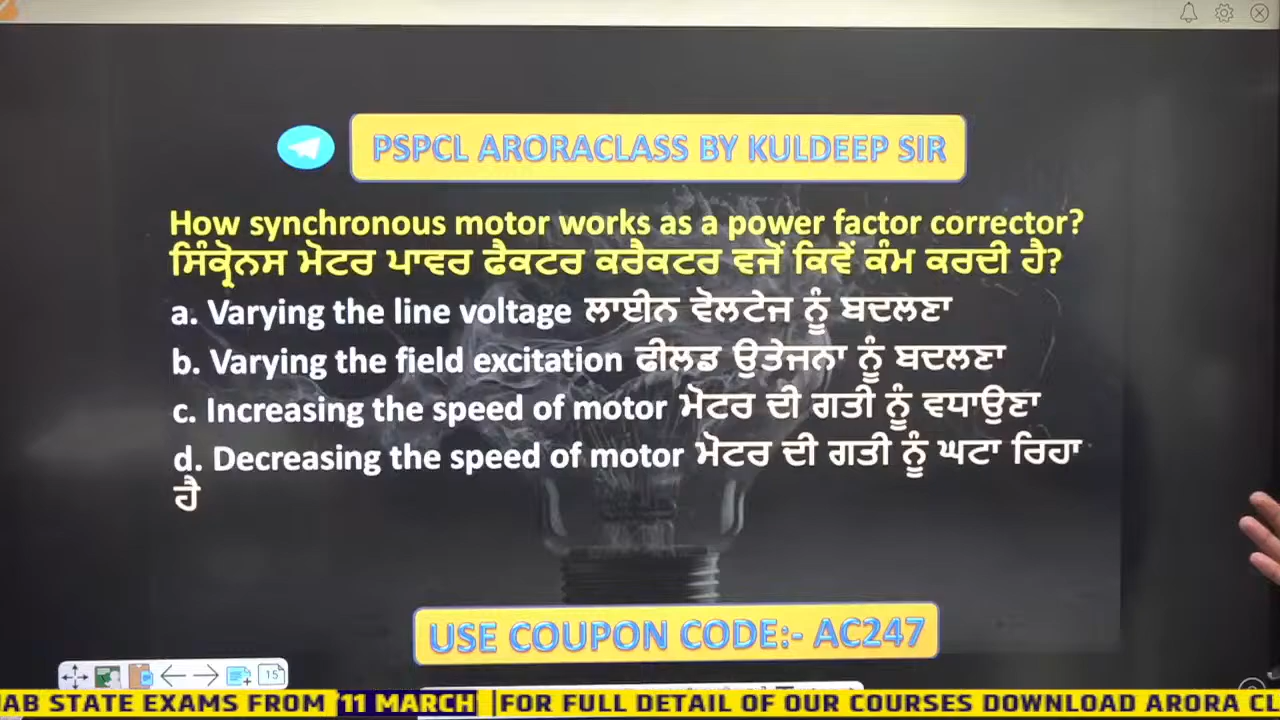 PSPCL ARORACLASS BY KULDEEP SIR
How synchronous motor works as a power factor corrector?
ਸਿੰਕ੍ਰੋਨਸ ਮੋਟਰ ਪਾਵਰ ਫੈਕਟਰ ਕਰੈਕਟਰ ਵਜੋਂ ਕਿਵੇਂ ਕੰਮ ਕਰਦੀ ਹੈ?
a. Varying the line voltage ਲਾਈਨ ਵੋਲਟੇਜ ਨੂੰ ਬਦਲਣਾ
b. Varying the field excitation ਫੀਲਡ ਉਤੇਜਨਾ ਨੂੰ ਬਦਲਣਾ
c. Increasing the speed of motor ਮੋਟਰ ਦੀ ਗਤੀ ਨੂੰ ਵਧਾਉਣਾ
d. Decreasing the speed of motor ਮੋਟਰ ਦੀ ਗਤੀ ਨੂੰ ਘਟਾ ਰਿਹਾ
ਹੈ
USE COUPON CODE:- AC247
15
STATE EXAMS FROM 11 MARCH |FOR FULL DETAIL OF OUR COURSES DOWNLOAD ARORA